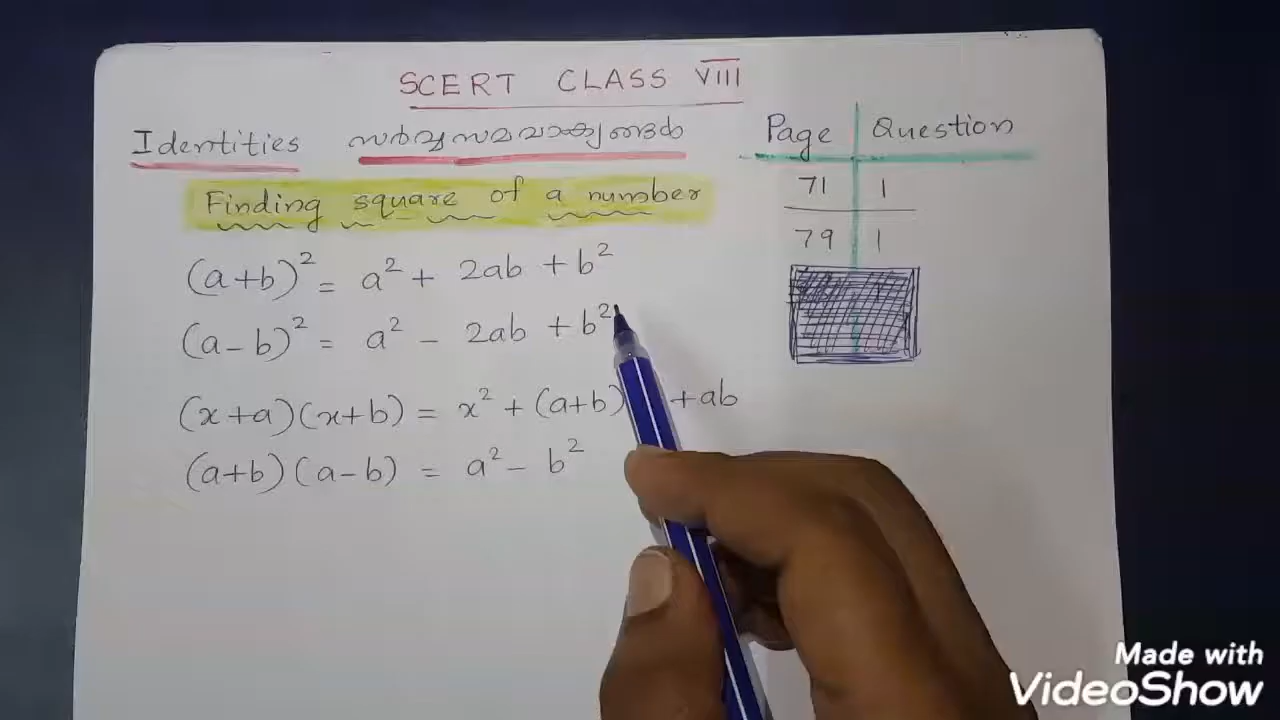 SCERT CLASS VIII
Identities സർവ്വസമവാക്യങ്ങൾ
Finding square of a number
(a+b)² = a² + 2ab + b²
(a-b)² = a² - 2ab + b²
(x+a)(x+b) = x² + (a+b) + ab
(a+b)(a-b) = a² - b²
Page Question
71 1
79 1
Made with
VideoShow